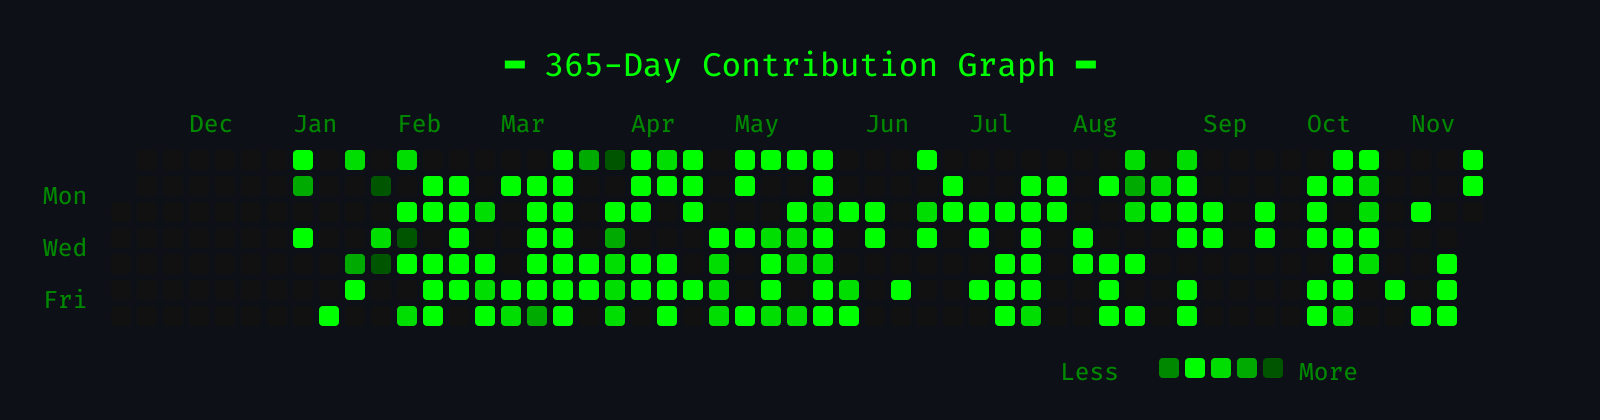 ━ 365-Day Contribution Graph ━
Dec Jan Feb Mar Apr May Jun Jul Aug Sep Oct Nov
Mon
Wed
Fri
Less More